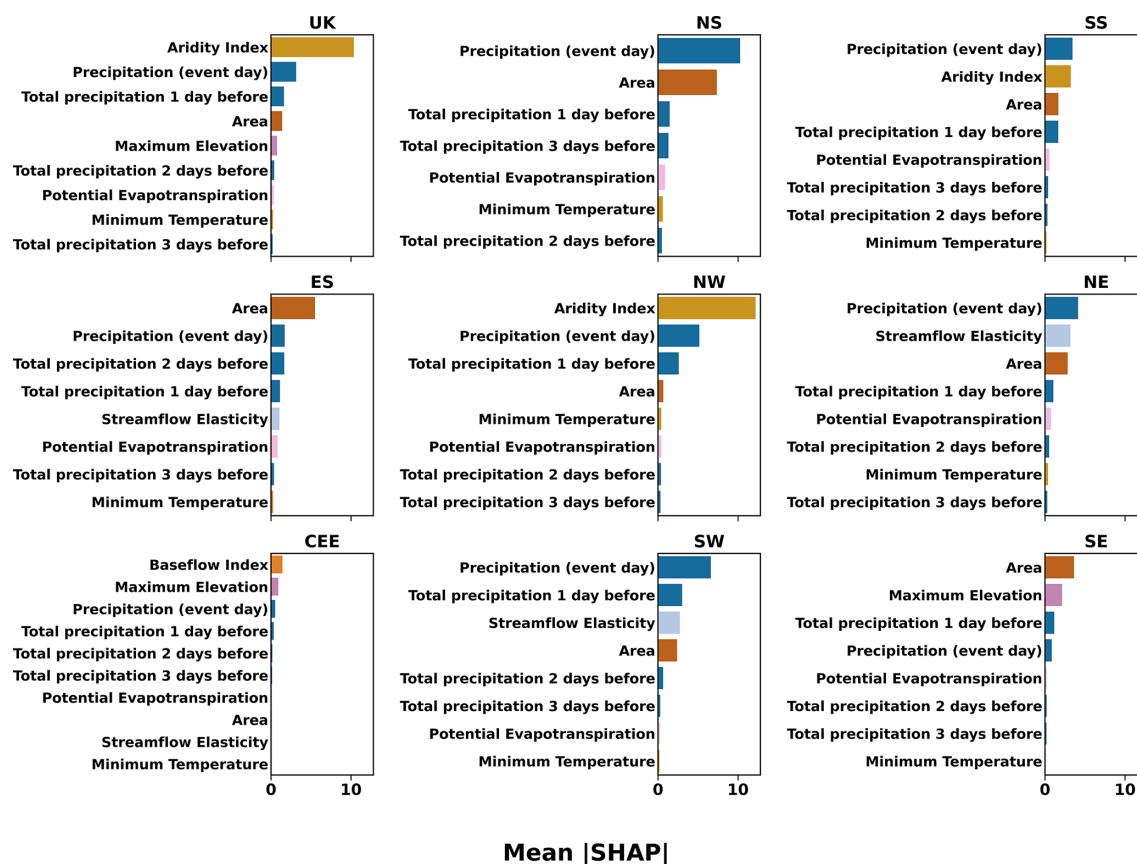 UK
Aridity Index
Precipitation (event day)
Total precipitation 1 day before
Area
Maximum Elevation
Total precipitation 2 days before
Potential Evapotranspiration
Minimum Temperature
Total precipitation 3 days before
NS
Precipitation (event day)
Area
Total precipitation 1 day before
Total precipitation 3 days before
Potential Evapotranspiration
Minimum Temperature
Total precipitation 2 days before
SS
Precipitation (event day)
Aridity Index
Area
Total precipitation 1 day before
Potential Evapotranspiration
Total precipitation 3 days before
Total precipitation 2 days before
Minimum Temperature
ES
Area
Precipitation (event day)
Total precipitation 2 days before
Total precipitation 1 day before
Streamflow Elasticity
Potential Evapotranspiration
Total precipitation 3 days before
Minimum Temperature
NW
Aridity Index
Precipitation (event day)
Total precipitation 1 day before
Area
Minimum Temperature
Potential Evapotranspiration
Total precipitation 2 days before
Total precipitation 3 days before
NE
Precipitation (event day)
Streamflow Elasticity
Area
Total precipitation 1 day before
Potential Evapotranspiration
Total precipitation 2 days before
Minimum Temperature
Total precipitation 3 days before
CEE
Baseflow Index
Maximum Elevation
Precipitation (event day)
Total precipitation 1 day before
Total precipitation 2 days before
Total precipitation 3 days before
Potential Evapotranspiration
Area
Streamflow Elasticity
Minimum Temperature
0 10
SW
Precipitation (event day)
Total precipitation 1 day before
Streamflow Elasticity
Area
Total precipitation 2 days before
Total precipitation 3 days before
Potential Evapotranspiration
Minimum Temperature
0 10
SE
Area
Maximum Elevation
Total precipitation 1 day before
Precipitation (event day)
Potential Evapotranspiration
Total precipitation 2 days before
Total precipitation 3 days before
Minimum Temperature
0 10
Mean |SHAP|